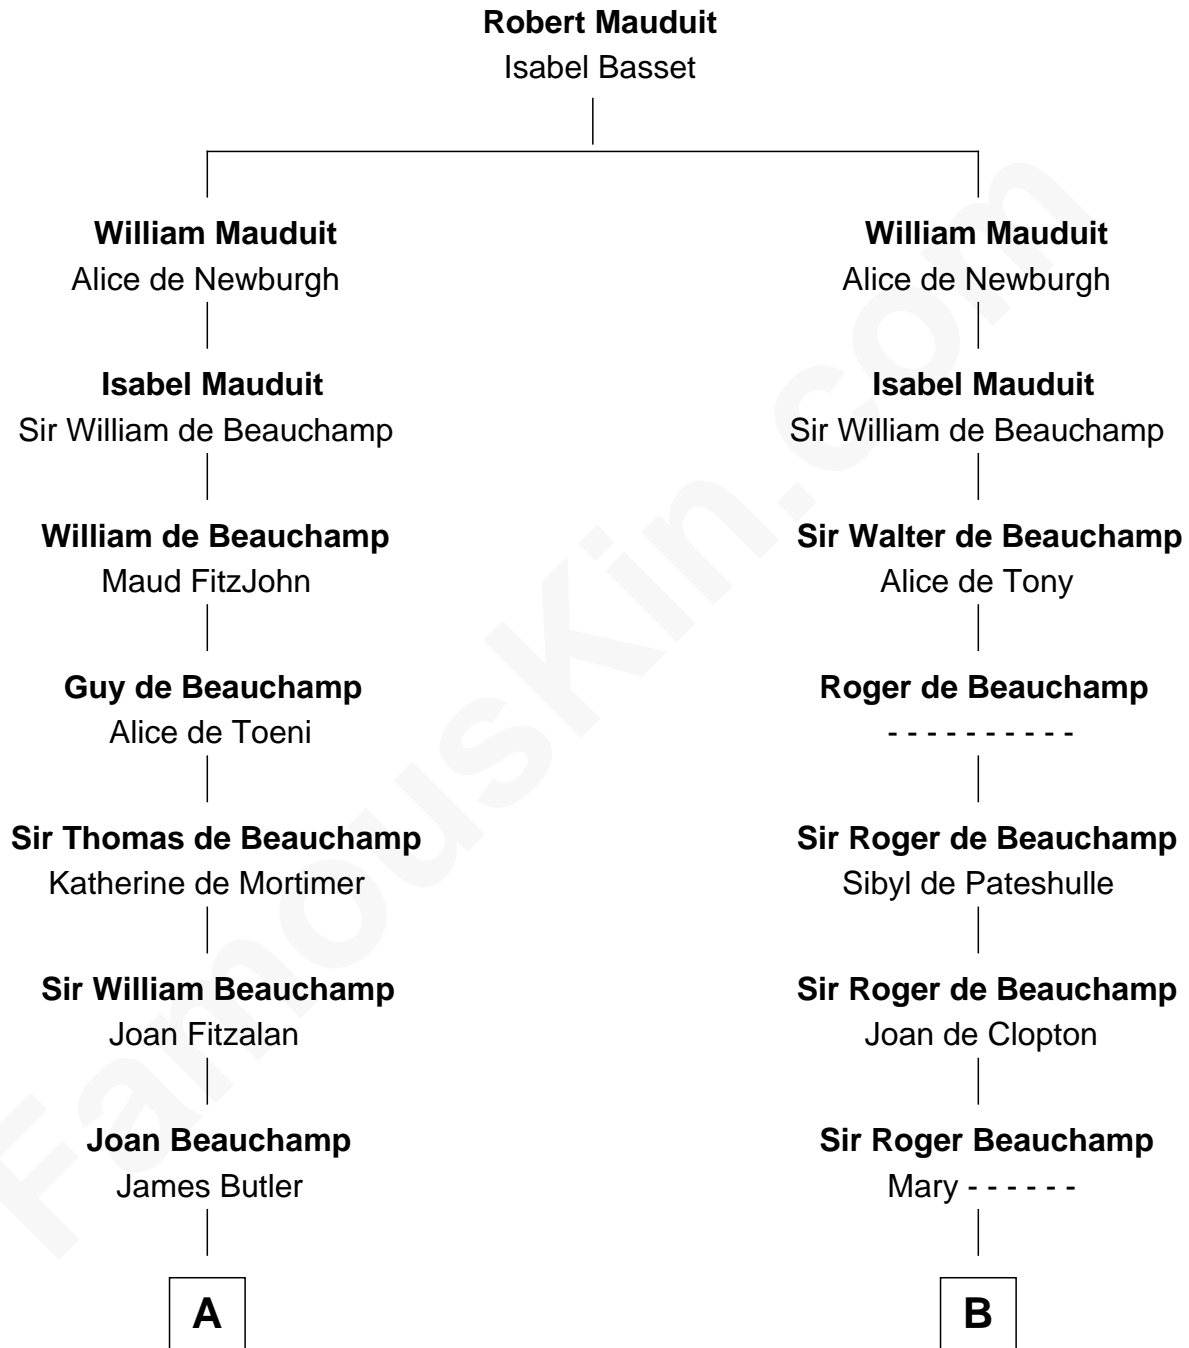 Robert Mauduit
Isabel Basset
William Mauduit
Alice de Newburgh
William Mauduit
Alice de Newburgh
Isabel Mauduit
Sir William de Beauchamp
Isabel Mauduit
Sir William de Beauchamp
William de Beauchamp
Maud FitzJohn
Sir Walter de Beauchamp
Alice de Tony
Guy de Beauchamp
Alice de Toeni
Roger de Beauchamp
- - - - - - - - - -
Sir Thomas de Beauchamp
Katherine de Mortimer
Sir Roger de Beauchamp
Sibyl de Pateshulle
Sir William Beauchamp
Joan Fitzalan
Sir Roger de Beauchamp
Joan de Clopton
Joan Beauchamp
James Butler
Sir Roger Beauchamp
Mary - - - - - -
A
B
FamousKin.com